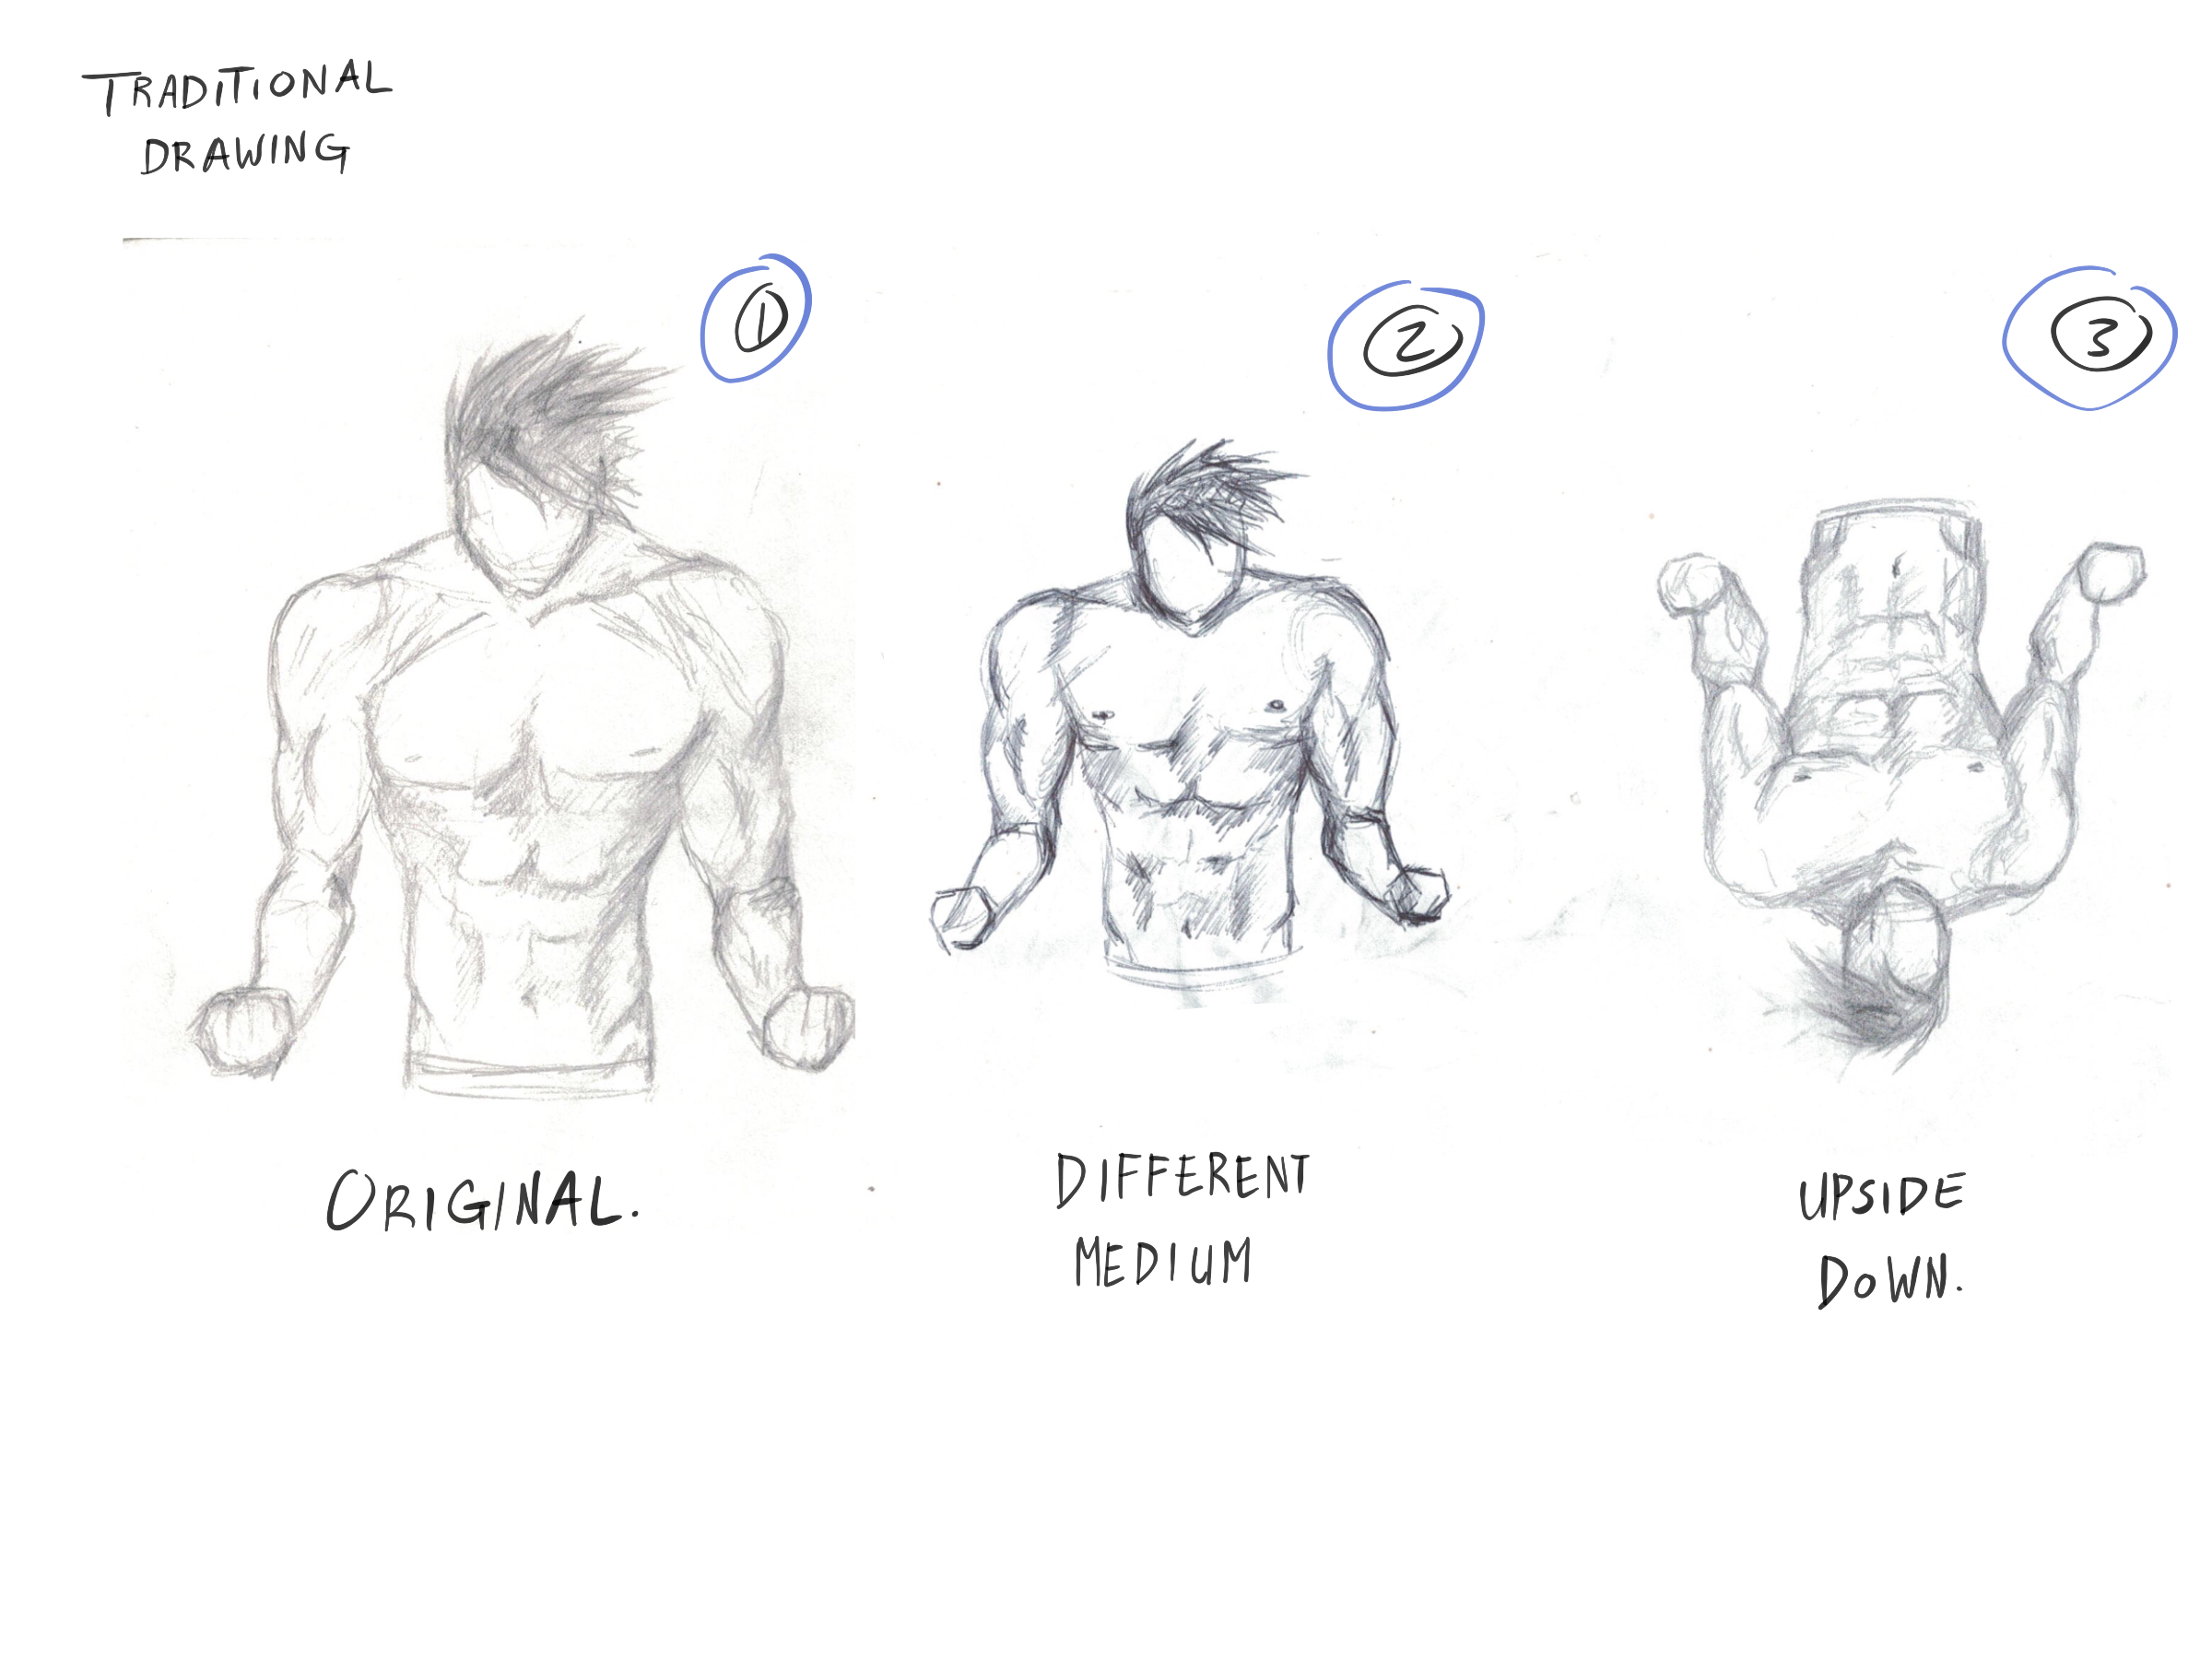 TRADITIONAL
DRAWING
1
2
3
ORIGINAL.
DIFFERENT
MEDIUM
UPSIDE
DOWN.